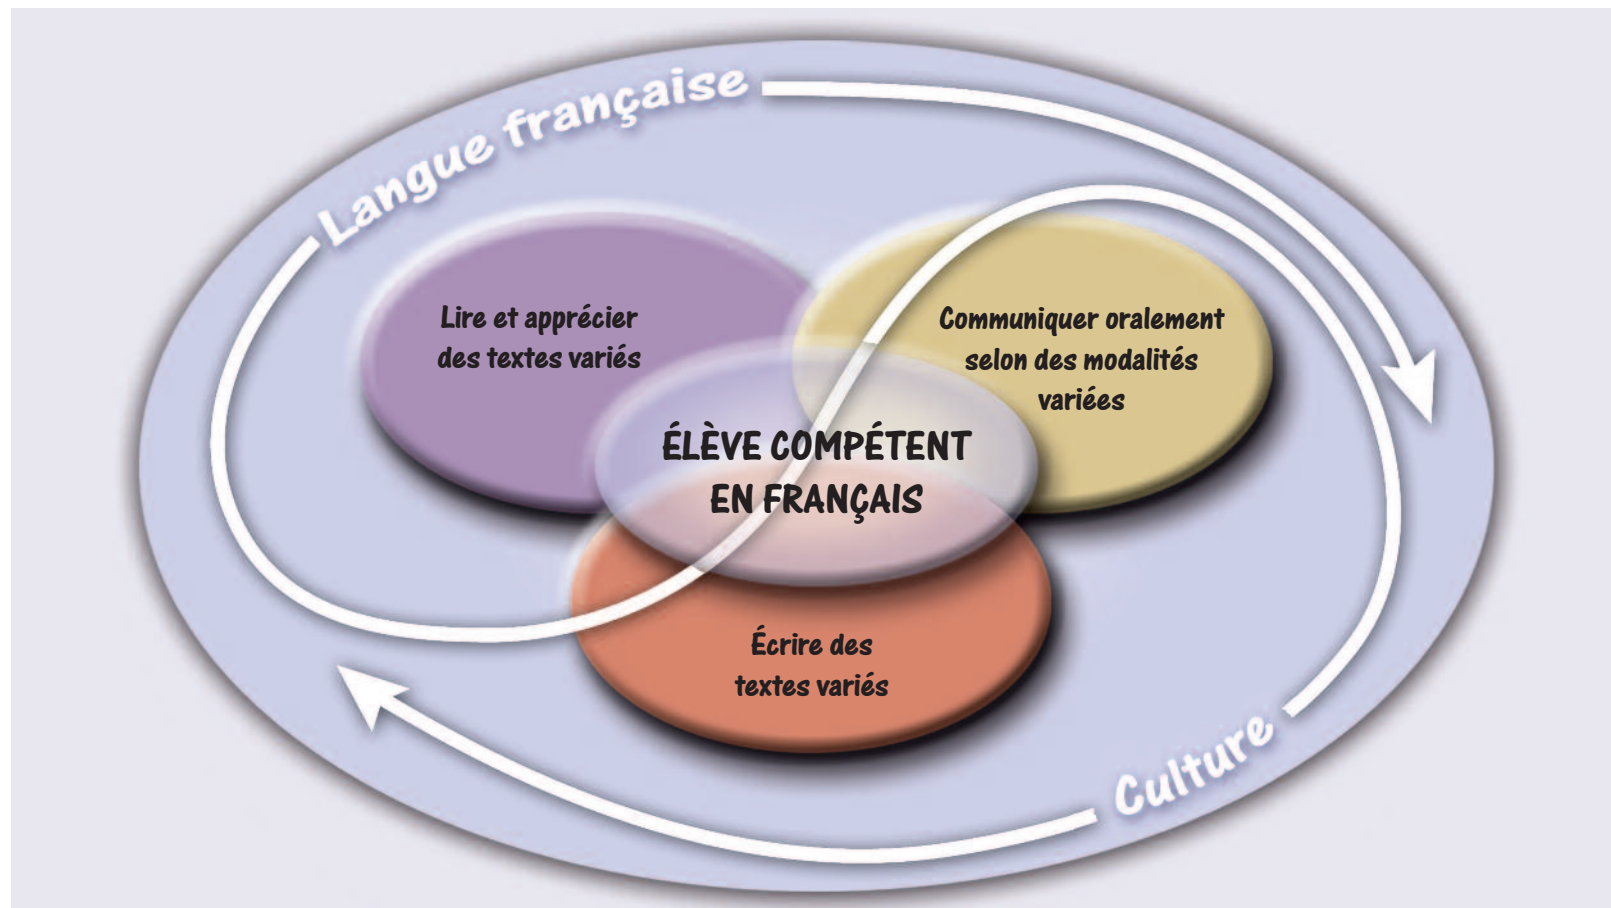 Langue française
Lire et apprécier
des textes variés
Communiquer oralement
selon des modalités
variées
ÉLÈVE COMPÉTENT
EN FRANÇAIS
Écrire des
textes variés
Culture